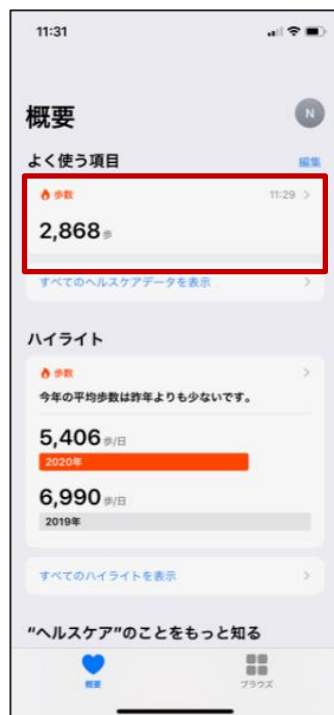 11:31
概要
N
よく使う項目 編集
歩数 11:29
2,868歩
すべてのヘルスケアデータを表示
ハイライト
歩数
今年の平均歩数は昨年よりも少ないです。
5,406歩/日
2020年
6,990歩/日
2019年
すべてのハイライトを表示
“ヘルスケア”のことをもっと知る
概要 ブラウズ